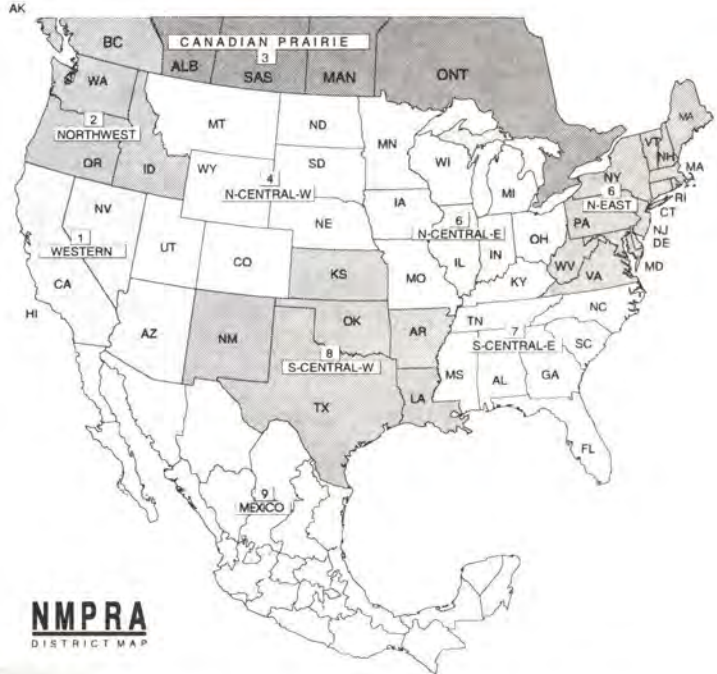 AK
BC
CANADIAN PRAIRIE
3
ALB
SAS
MAN
ONT
WA
2
NORTHWEST
OR
ID
MT
ND
MN
WI
MI
WY
4
N-CENTRAL-W
SD
NE
IA
6
N-CENTRAL-E
IL
IN
OH
MA
VT
NH
MA
NY
6
N-EAST
RI
CT
PA
NJ
DE
MD
WV
VA
NV
1
WESTERN
CA
HI
UT
CO
KS
MO
KY
AZ
NM
OK
AR
TN
NC
7
S-CENTRAL-E
SC
8
S-CENTRAL-W
TX
LA
MS
AL
GA
FL
9
MEXICO
NMPRA
DISTRICT MAP